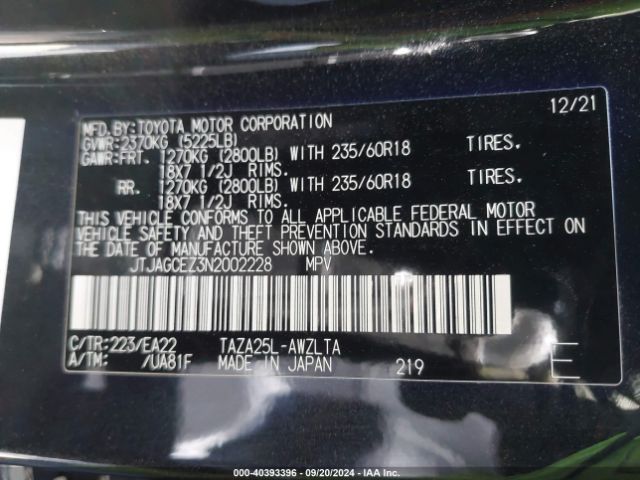 12/21
MFD.BY:TOYOTA MOTOR CORPORATION
GVWR:2370KG (5225LB)
GAWR:FRT. 1270KG (2800LB) WITH 235/60R18 TIRES.
18X7 1/2J RIMS.
RR. 1270KG (2800LB) WITH 235/60R18 TIRES.
18X7 1/2J RIMS.
THIS VEHICLE CONFORMS TO ALL APPLICABLE FEDERAL MOTOR
VEHICLE SAFETY AND THEFT PREVENTION STANDARDS IN EFFECT ON
THE DATE OF MANUFACTURE SHOWN ABOVE.
JTJAGCEZ3N2002228 MPV
C/TR:223/EA22 TAZA25L-AWZLTA
A/TM: /UA81F MADE IN JAPAN 219 E
000-40393396 - 09/20/2024 - IAA Inc.